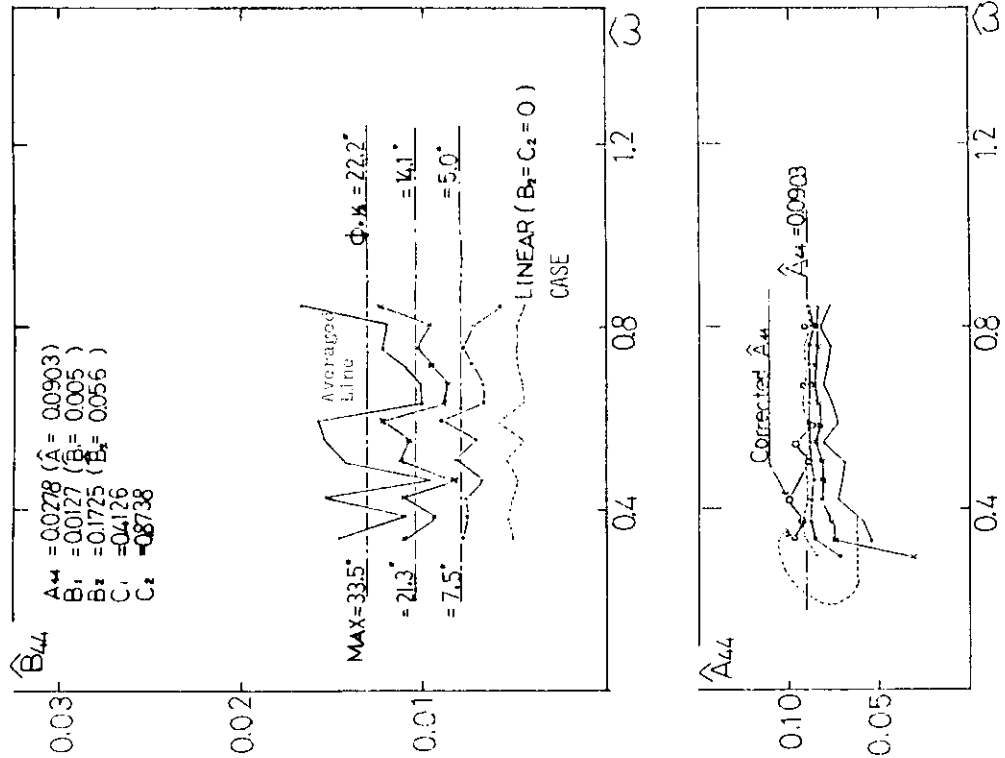 B̂₄₄
A₄₄ = 0.0278 (Â = 0.0903)
B₁ = 0.0127 (B̂₁ = 0.005)
B₂ = 0.1725 (B̂₂ = 0.056)
C₁ = 0.4126
C₂ = 0.8738
0.03
0.02
0.01
MAX = 33.5°
= 21.3°
= 7.5°
Averaged
Line
= 22.2°
= 14.1°
= 5.0°
LINEAR ( B₂ = C₂ = 0 )
CASE
0.4
0.8
1.2
ω̂
Â₄₄
0.10
0.05
Corrected Â₄₄
Â₄₄ = 0.0903
0.4
0.8
1.2
ω̂